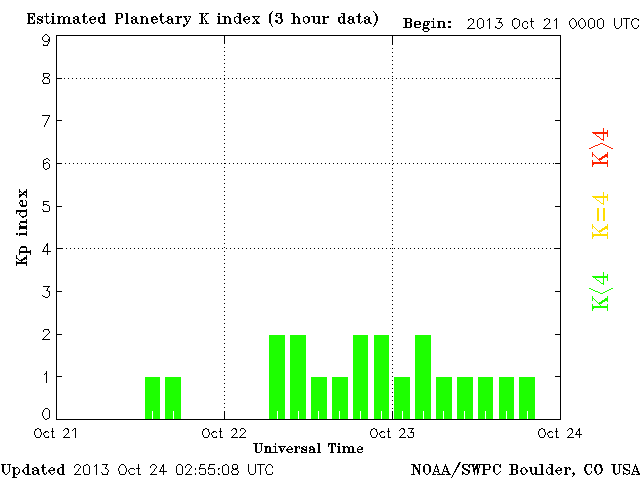 Estimated Planetary K index (3 hour data) Begin: 2013 Oct 21 0000 UTC
9
8
7
6
5
4
3
2
1
0
Kp index
Oct 21 Oct 22 Oct 23 Oct 24
Universal Time
K>4
K=4
K<4
Updated 2013 Oct 24 02:55:08 UTC NOAA/SWPC Boulder, CO USA